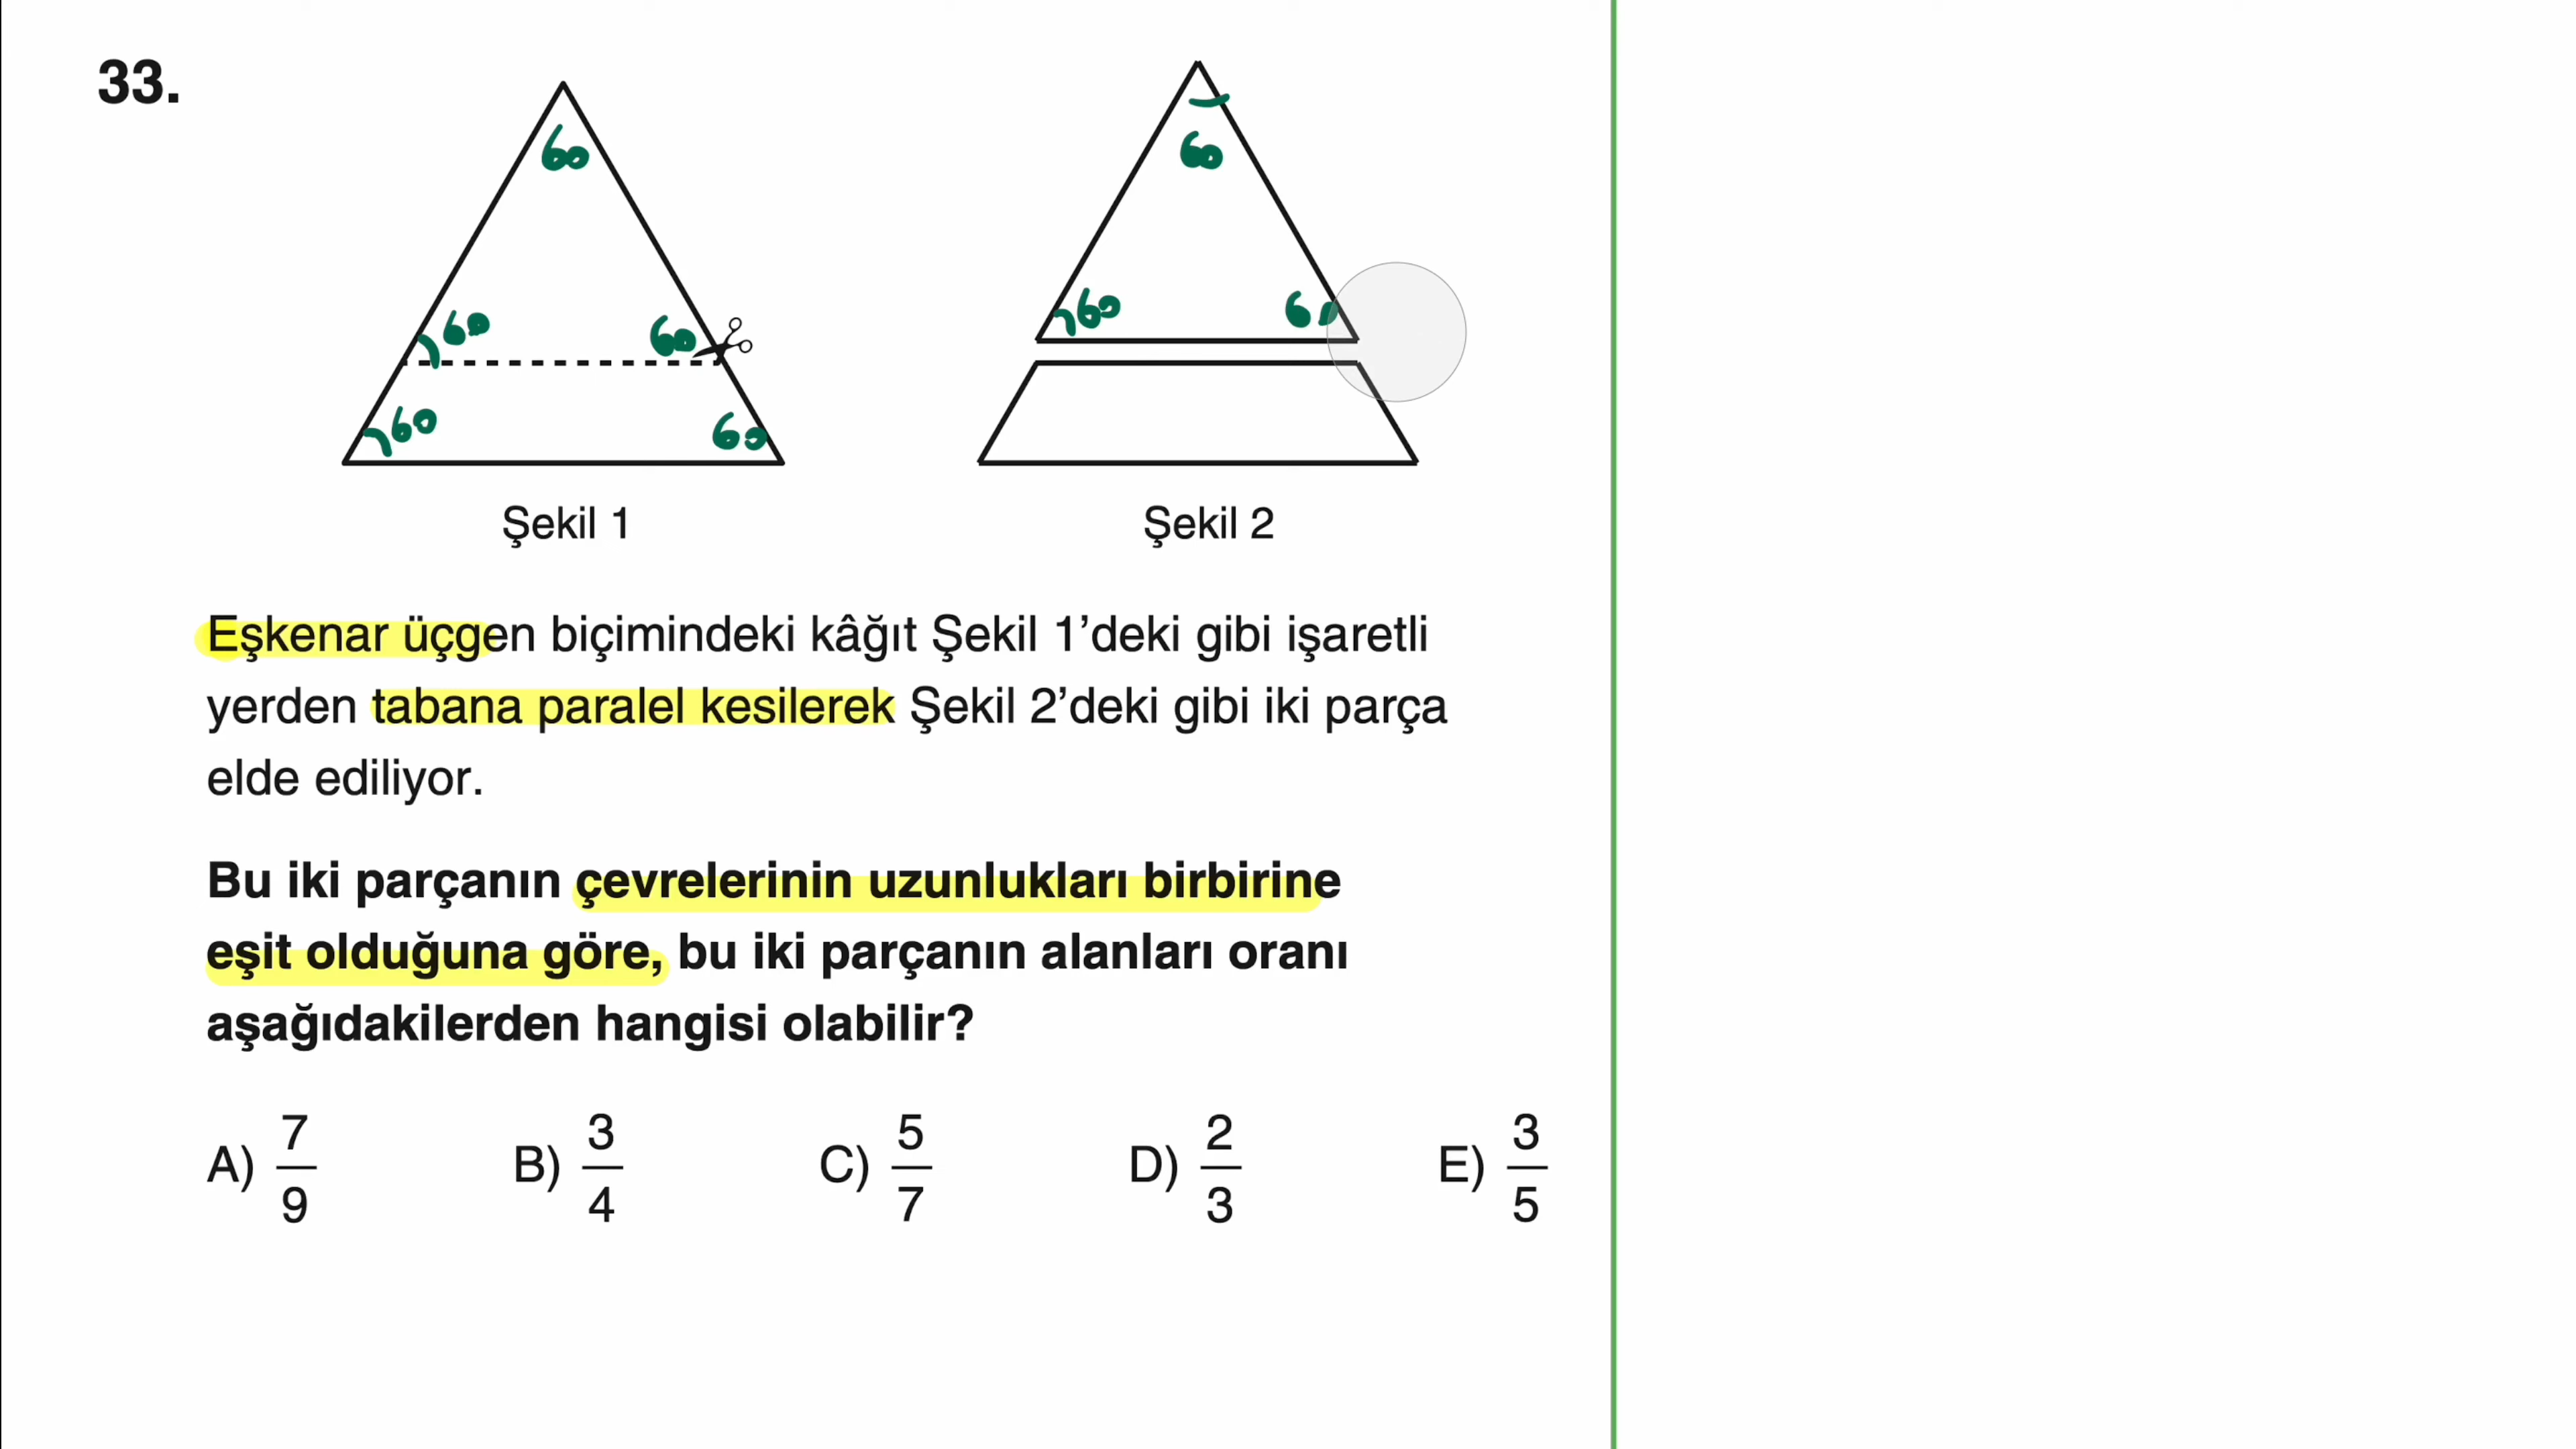 33.
60
60
60 60
60 60
60 60
60 60
Şekil 1
Şekil 2
Eşkenar üçgen biçimindeki kâğıt Şekil 1’deki gibi işaretli
yerden tabana paralel kesilerek Şekil 2’deki gibi iki parça
elde ediliyor.
Bu iki parçanın çevrelerinin uzunlukları birbirine
eşit olduğuna göre, bu iki parçanın alanları oranı
aşağıdakilerden hangisi olabilir?
A) 7/9 B) 3/4 C) 5/7 D) 2/3 E) 3/5